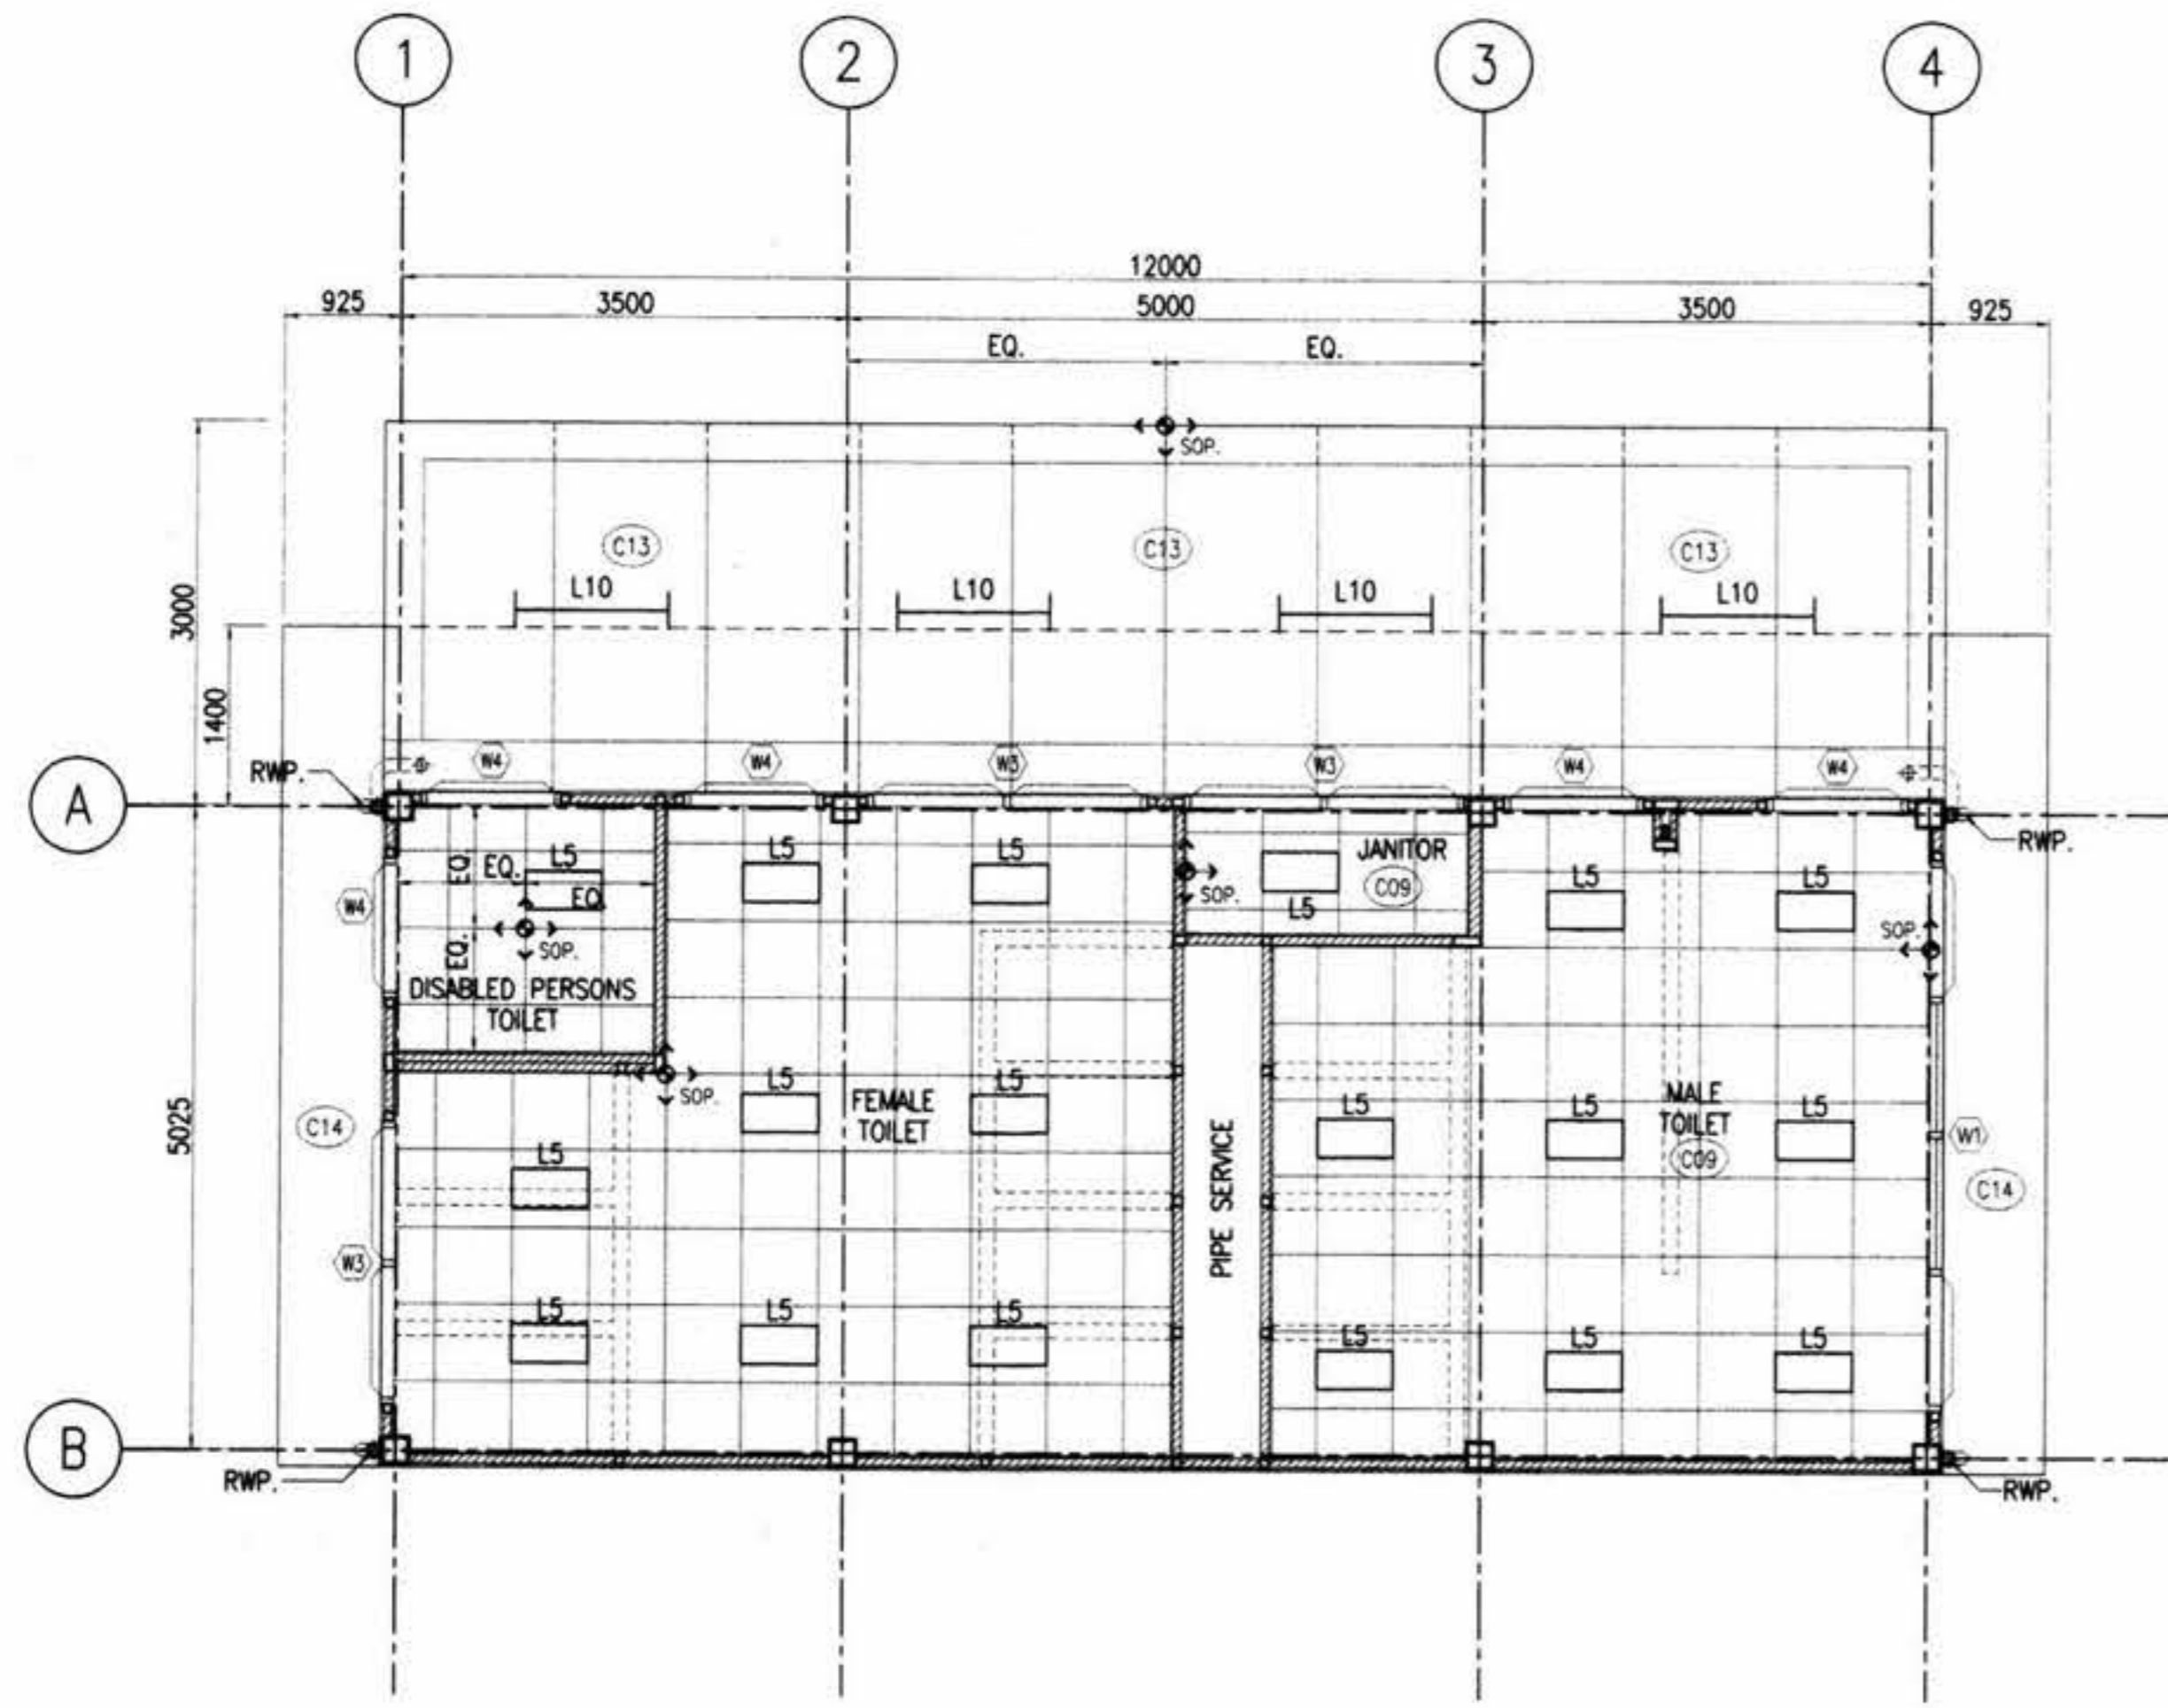 1 2 3 4
12000
925 3500 5000 3500 925
EQ. EQ.
SOP.
C13 C13 C13
L10 L10 L10 L10
3000
1400
W4 W4 W3 W3 W4 W4
RWP.
A
RWP.
L5 L5 L5 JANITOR
C09
L5
SOP.
L5 L5
EQ. EQ.
EQ.
EQ.
W4
SOP.
SOP.
DISABLED PERSONS
TOILET
SOP.
L5 L5
FEMALE
TOILET
L5 L5 L5
MALE
TOILET
C09
5025
C14
W1
C14
PIPE SERVICE
L5
W3
L5 L5 L5
L5 L5 L5
B
RWP.
RWP.